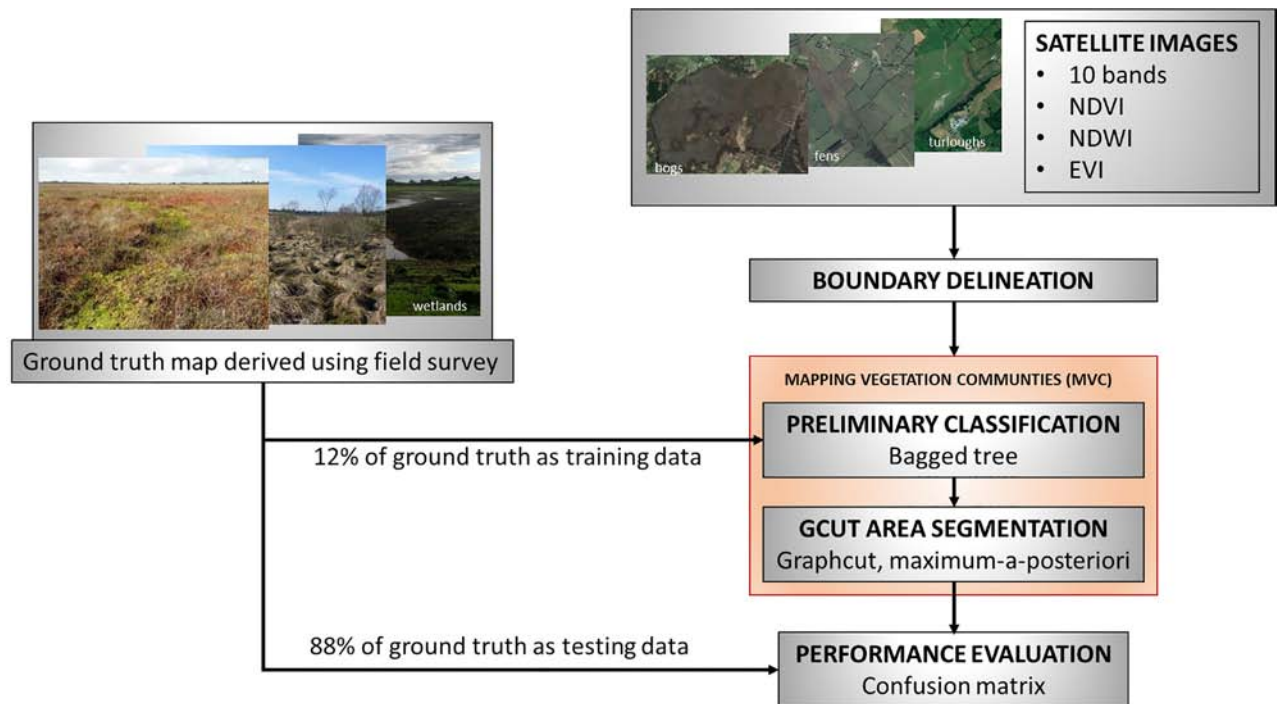 SATELLITE IMAGES
• 10 bands
• NDVI
• NDWI
• EVI
bogs
fens
turloughs
wetlands
Ground truth map derived using field survey
BOUNDARY DELINEATION
MAPPING VEGETATION COMMUNTIES (MVC)
PRELIMINARY CLASSIFICATION
Bagged tree
12% of ground truth as training data
GCUT AREA SEGMENTATION
Graphcut, maximum-a-posteriori
88% of ground truth as testing data
PERFORMANCE EVALUATION
Confusion matrix